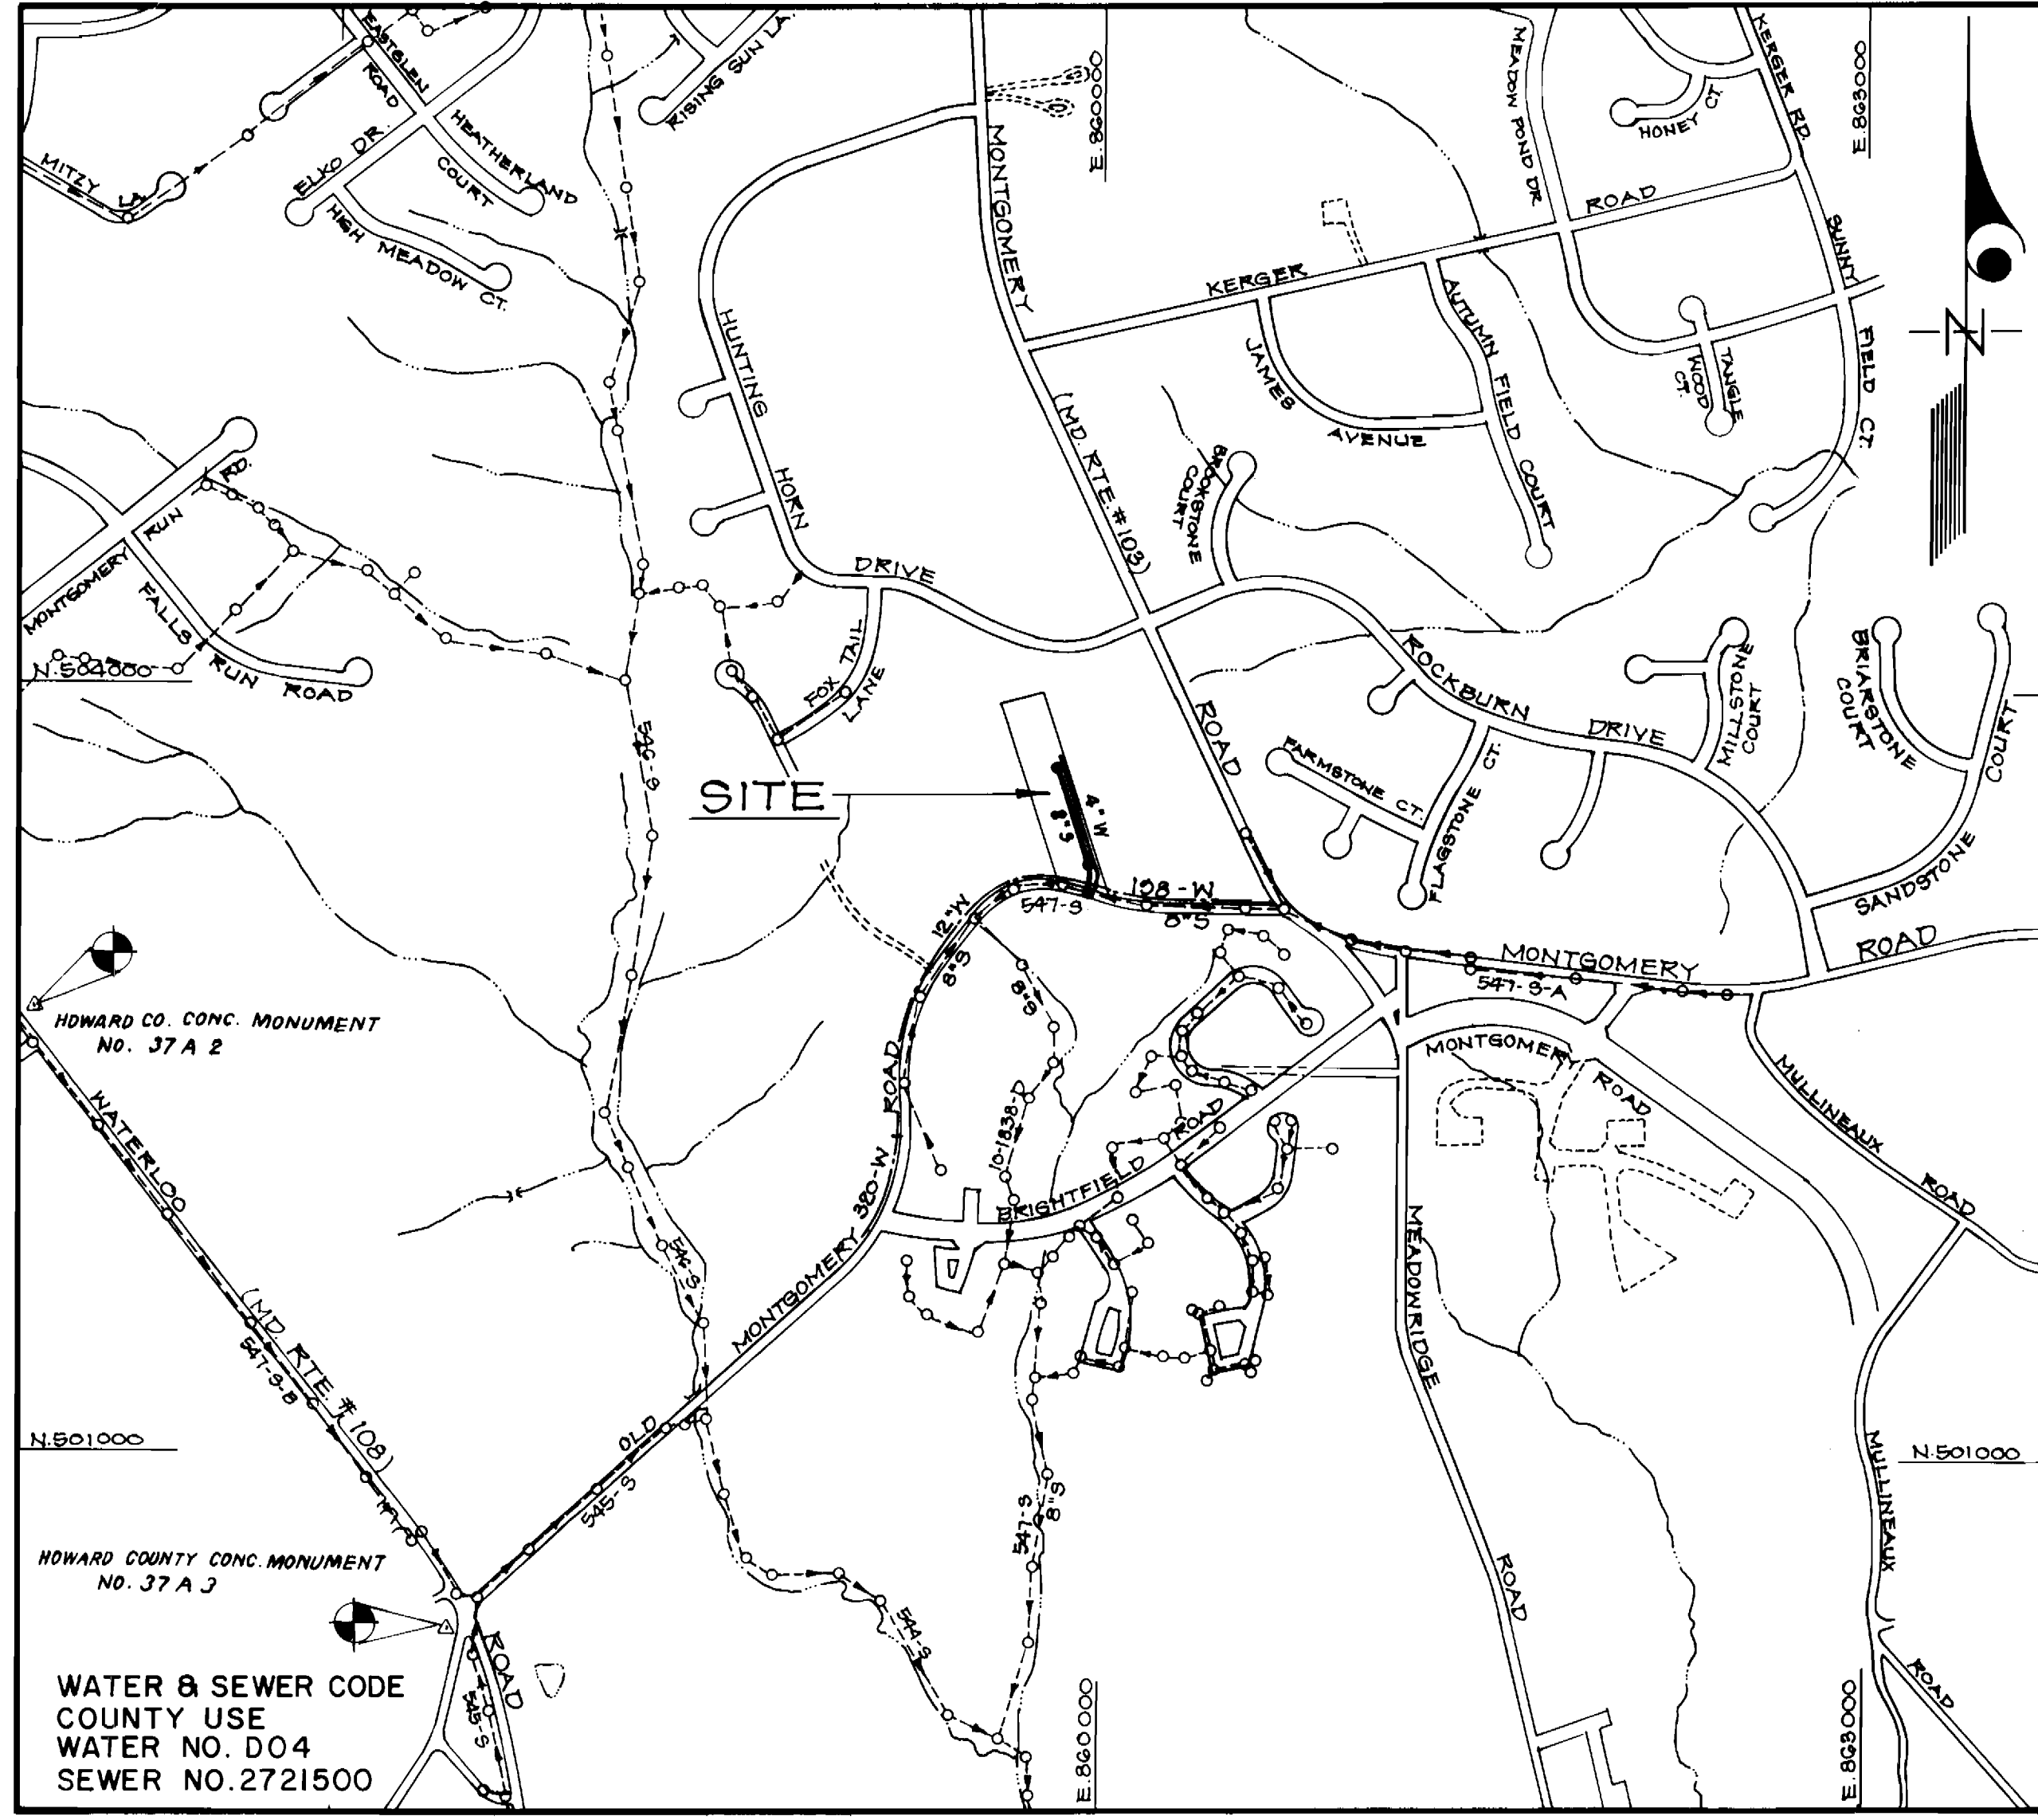 EASTGLEN
ROAD
RISING SUN LA.
E. 860000
MEADOW POND DR
KERGER RD.
E. 863000
HONEY CT.
MITZY LA.
ELKO DR.
HEATHERLAND
COURT
HIGH MEADOW CT.
MONTGOMERY
ROAD
SUNNY
FIELD CT.
KERGER
HUNTING
HORN
DRIVE
JAMES
AVENUE
AUTUMN FIELD COURT
TANGLE
WOOD
CT.
N
(MD. RTE #103)
BROOKSTONE
COURT
RUN RD.
MONTGOMERY
FALLS
RUN ROAD
N.504000
FOX TAIL
LANE
ROCKBURN
DRIVE
MILLSTONE
COURT
BRIARSTONE
COURT
COURT
SANDSTONE
ROAD
FARMSTONE CT.
FLAGSTONE CT.
SITE
4"W
8"S
138-W
12"W
547-S
8"S
8"S
8"S
MONTGOMERY
ROAD
547-S-A
HOWARD CO. CONC. MONUMENT
NO. 37 A 2
MONTGOMERY
ROAD
ROAD
10-1838-D
MULLINEAUX
ROAD
WATERLOO
320-W
BRIGHTFIELD
ROAD
MEADOWRIDGE
ROAD
546-S
MONTGOMERY
OLD
(MD. RTE. #108)
547-S-B
545-S
N.501000
N.501000
547-S
8"S
MULLINEAUX
ROAD
HOWARD COUNTY CONC. MONUMENT
NO. 37 A 3
544-S
ROAD
545-S
E. 860000
E. 863000
WATER & SEWER CODE
COUNTY USE
WATER NO. D04
SEWER NO.2721500